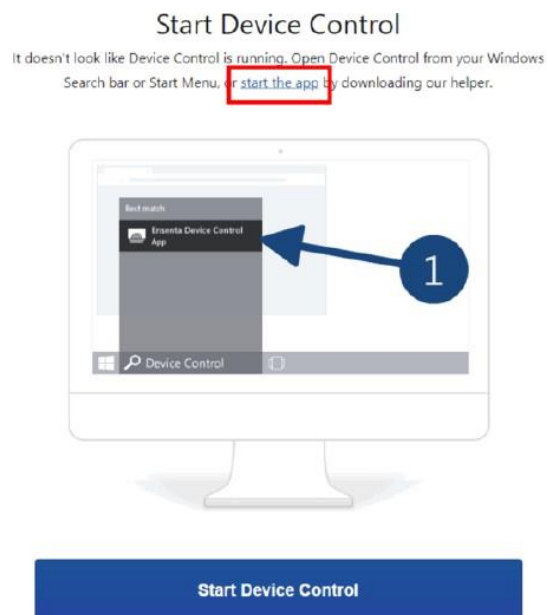 Start Device Control
It doesn't look like Device Control is running. Open Device Control from your Windows
Search bar or Start Menu, or start the app by downloading our helper.
Best match
Ensenta Device Control
App
1
Device Control
Start Device Control